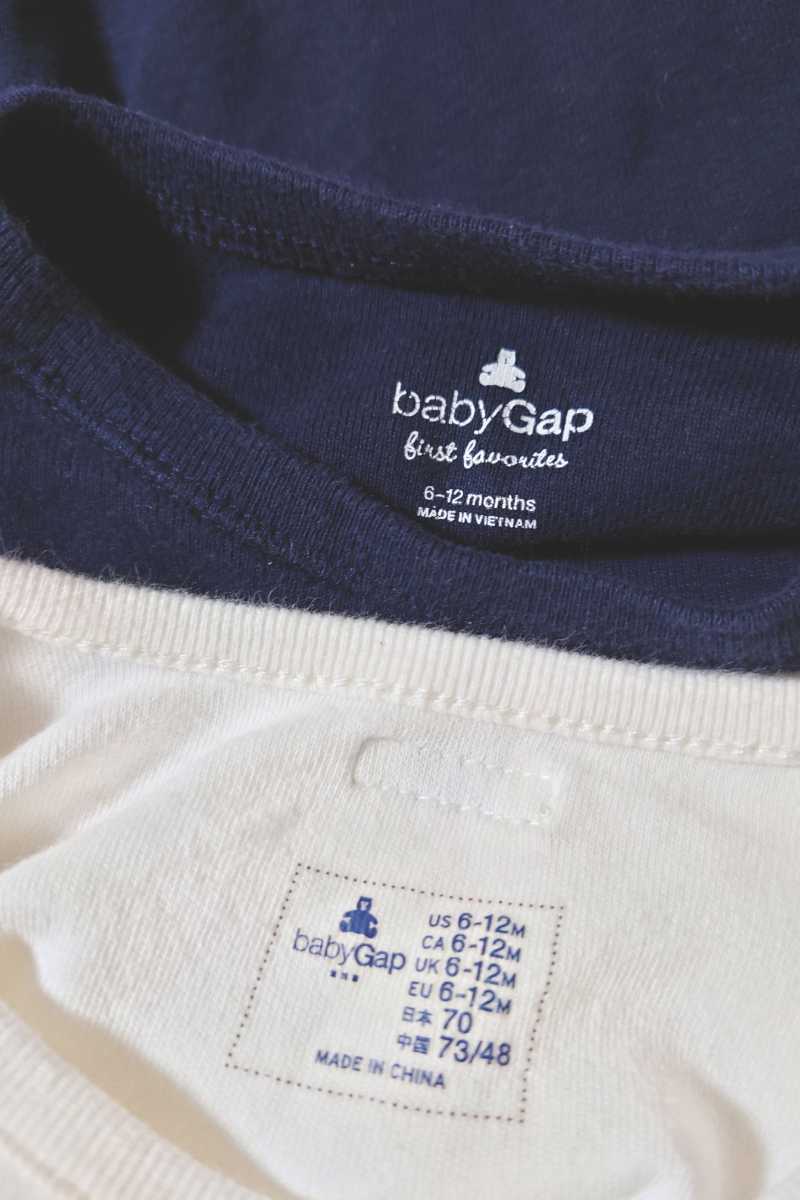 babyGap
first favorites
6-12 months
MADE IN VIETNAM
babyGap
US 6-12M
CA 6-12M
UK 6-12M
EU 6-12M
日本 70
中国 73/48
MADE IN CHINA